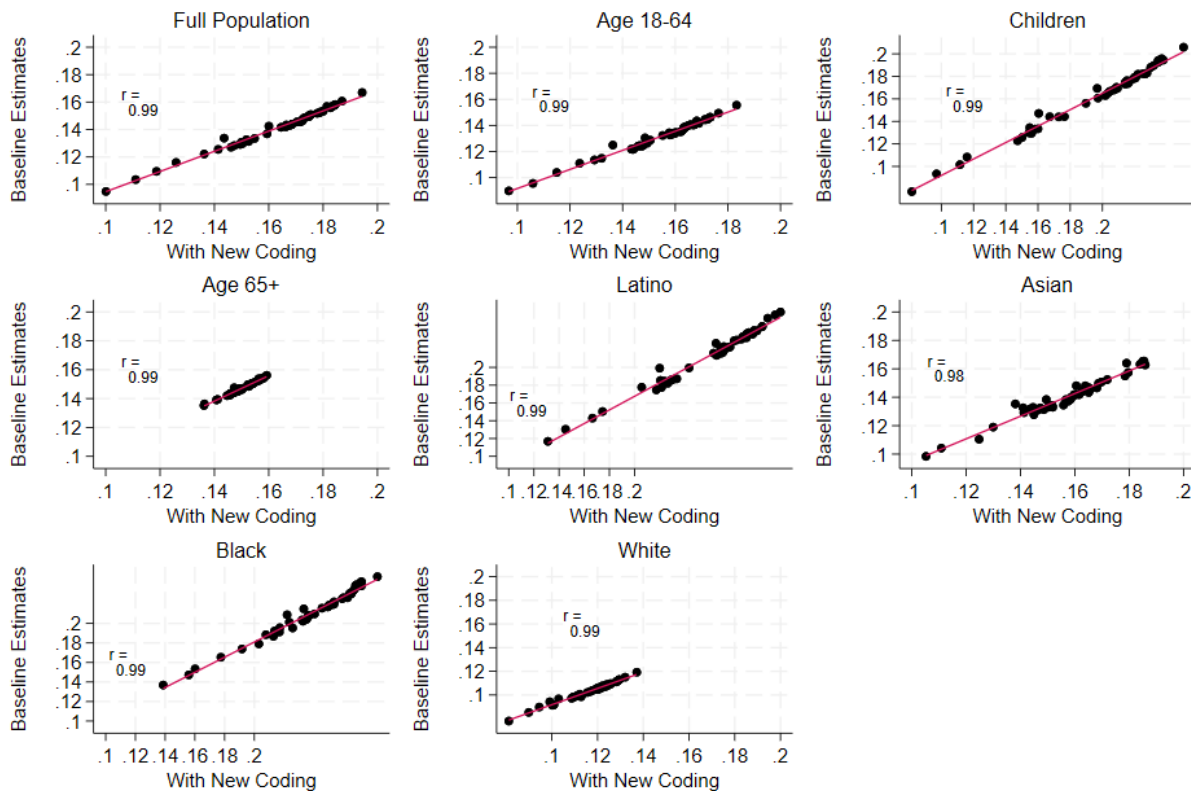 Full Population
Baseline Estimates
.2
.18
.16
.14
.12
.1
r =
0.99
.1 .12 .14 .16 .18 .2
With New Coding
Age 18-64
Baseline Estimates
.2
.18
.16
.14
.12
.1
r =
0.99
.1 .12 .14 .16 .18 .2
With New Coding
Children
Baseline Estimates
.2
.18
.16
.14
.12
.1
r =
0.99
.1 .12 .14 .16 .18 .2
With New Coding
Age 65+
Baseline Estimates
.2
.18
.16
.14
.12
.1
r =
0.99
.1 .12 .14 .16 .18 .2
With New Coding
Latino
Baseline Estimates
.2
.18
.16
.14
.12
.1
r =
0.99
.1 .12 .14 .16 .18 .2
With New Coding
Asian
Baseline Estimates
.2
.18
.16
.14
.12
.1
r =
0.98
.1 .12 .14 .16 .18 .2
With New Coding
Black
Baseline Estimates
.2
.18
.16
.14
.12
.1
r =
0.99
.1 .12 .14 .16 .18 .2
With New Coding
White
Baseline Estimates
.2
.18
.16
.14
.12
.1
r =
0.99
.1 .12 .14 .16 .18 .2
With New Coding